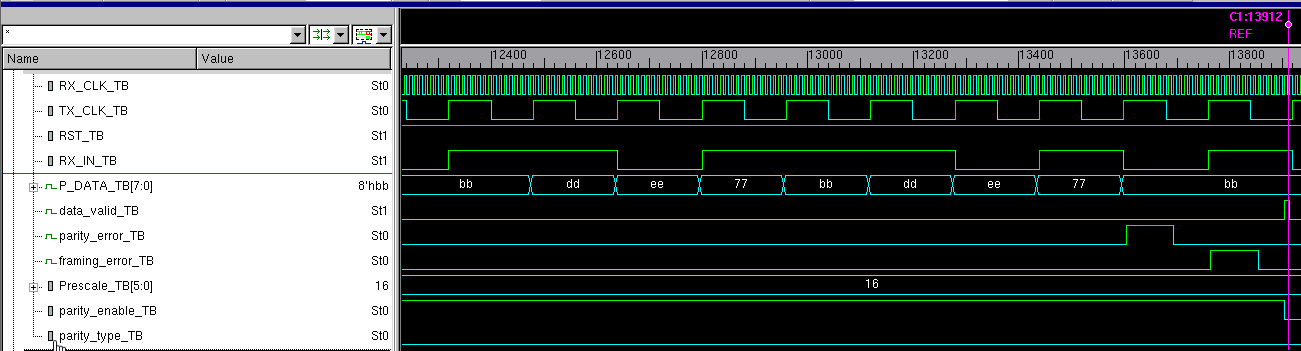 C1:13912
*
REF
Name Value
12400 12600 12800 13000 13200 13400 13600 13800
RX_CLK_TB St0
TX_CLK_TB St0
RST_TB St1
RX_IN_TB St1
P_DATA_TB[7:0] 8'hbb bb dd ee 77 bb dd ee 77 bb
data_valid_TB St1
parity_error_TB St0
framing_error_TB St0
Prescale_TB[5:0] 16 16
parity_enable_TB St0
parity_type_TB St0